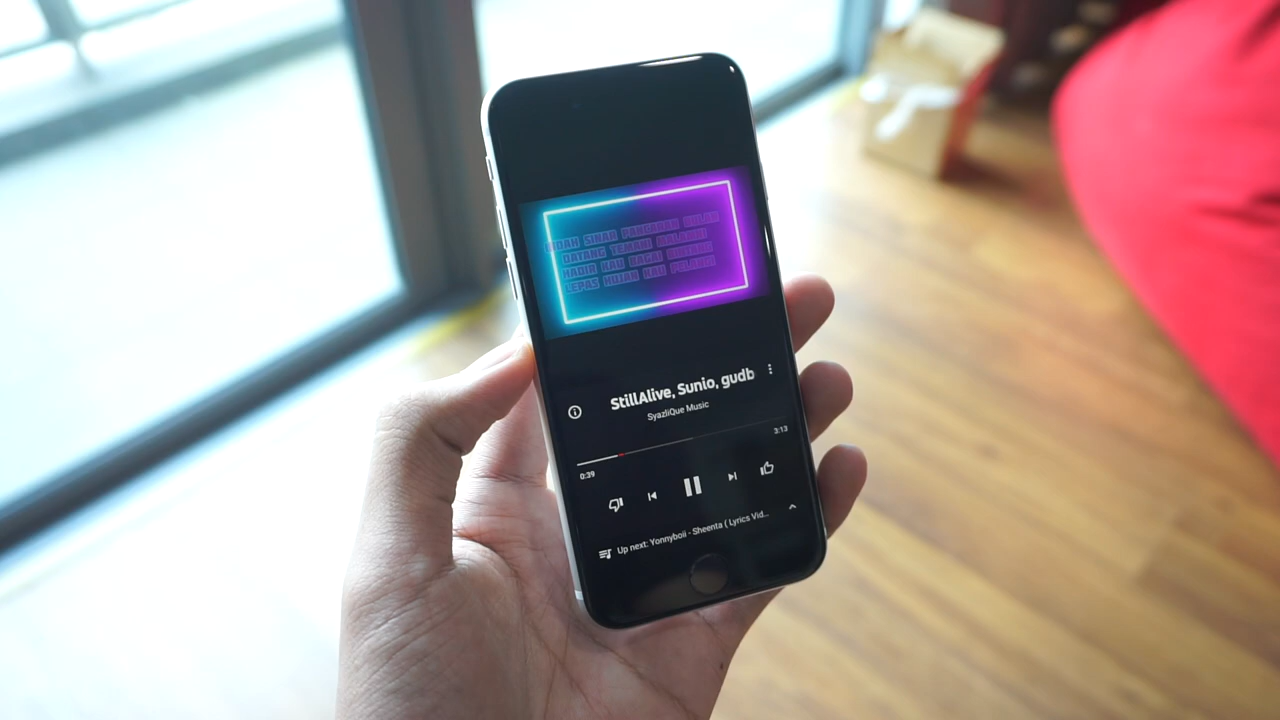 INDAH SINAR PANCARAN BULAN
DATANG TEMANI MALAMKU
HADIR KAU BAGAI BINTANG
LEPAS HUJAN KAU PELANGI
StillAlive, Sunio, gudb
SyazliQue Music
0:39
3:13
Up next: Yonnyboii - Sheenta ( Lyrics Vid...